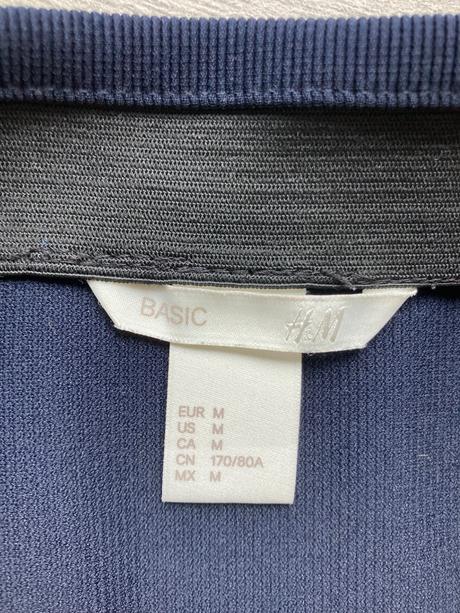 BASIC H&M
EUR M
US M
CA M
CN 170/80A
MX M